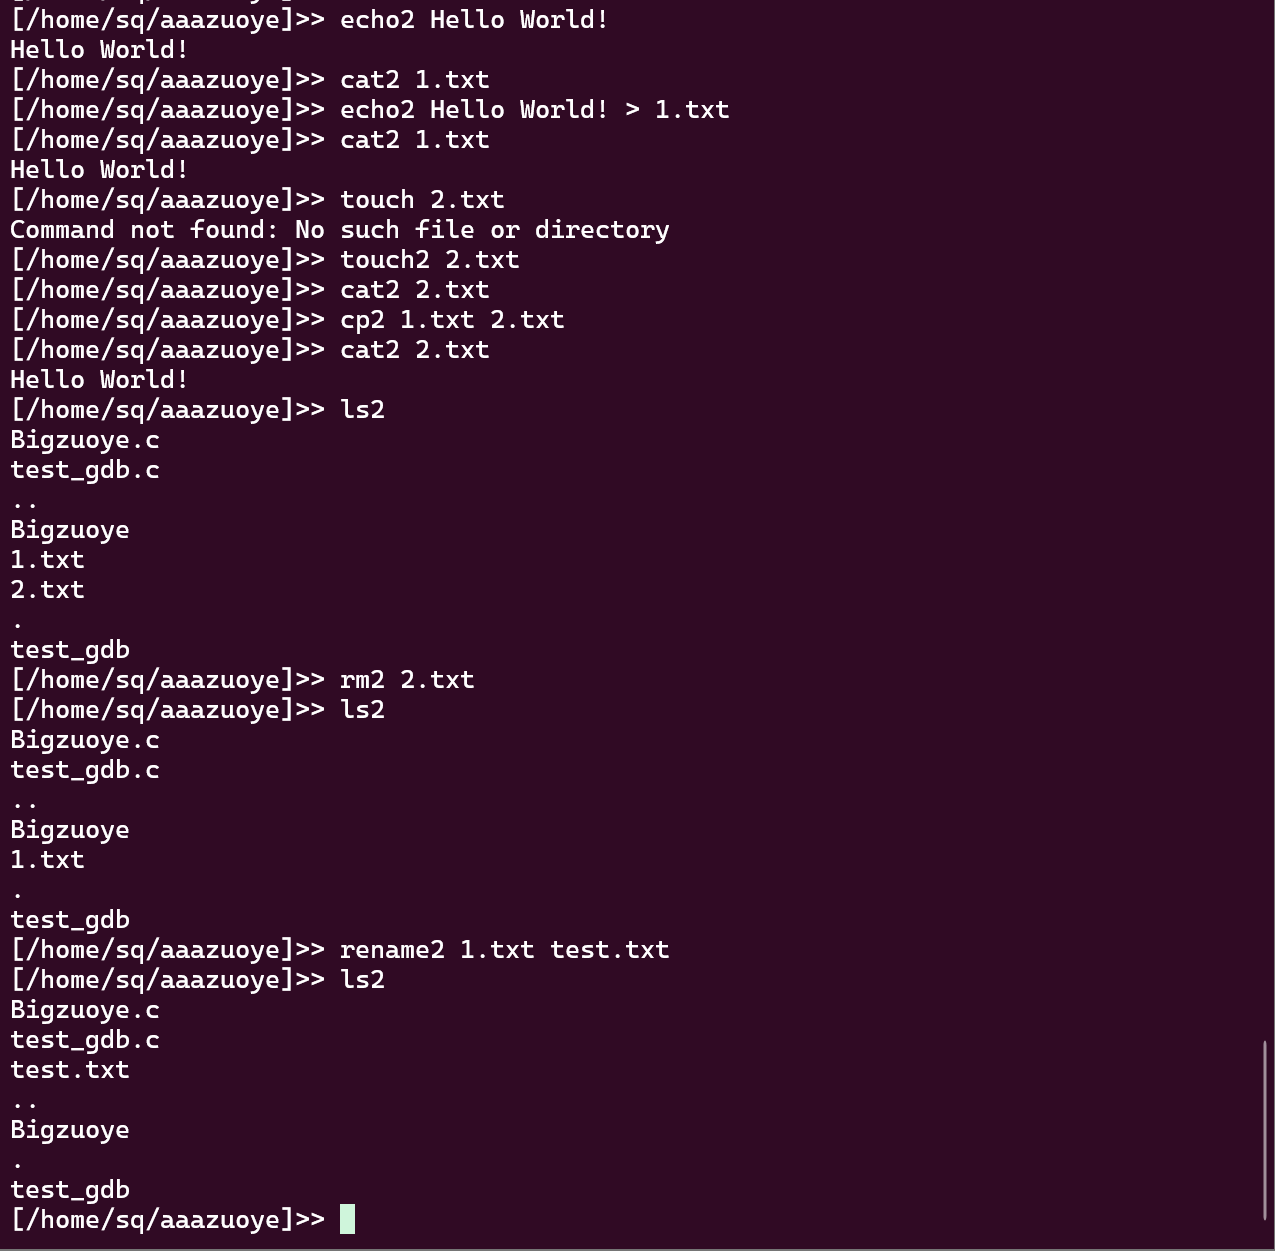 [/home/sq/aaazuoye]>> echo2 Hello World!
Hello World!
[/home/sq/aaazuoye]>> cat2 1.txt
[/home/sq/aaazuoye]>> echo2 Hello World! > 1.txt
[/home/sq/aaazuoye]>> cat2 1.txt
Hello World!
[/home/sq/aaazuoye]>> touch 2.txt
Command not found: No such file or directory
[/home/sq/aaazuoye]>> touch2 2.txt
[/home/sq/aaazuoye]>> cat2 2.txt
[/home/sq/aaazuoye]>> cp2 1.txt 2.txt
[/home/sq/aaazuoye]>> cat2 2.txt
Hello World!
[/home/sq/aaazuoye]>> ls2
Bigzuoye.c
test_gdb.c
..
Bigzuoye
1.txt
2.txt
.
test_gdb
[/home/sq/aaazuoye]>> rm2 2.txt
[/home/sq/aaazuoye]>> ls2
Bigzuoye.c
test_gdb.c
..
Bigzuoye
1.txt
.
test_gdb
[/home/sq/aaazuoye]>> rename2 1.txt test.txt
[/home/sq/aaazuoye]>> ls2
Bigzuoye.c
test_gdb.c
test.txt
..
Bigzuoye
.
test_gdb
[/home/sq/aaazuoye]>>